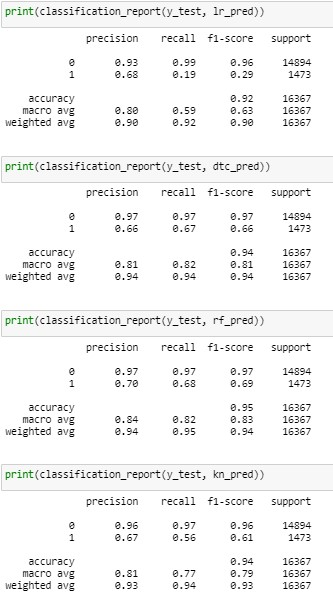 print(classification_report(y_test, lr_pred))
precision recall f1-score support
0 0.93 0.99 0.96 14894
1 0.68 0.19 0.29 1473
accuracy 0.92 16367
macro avg 0.80 0.59 0.63 16367
weighted avg 0.90 0.92 0.90 16367
print(classification_report(y_test, dtc_pred))
precision recall f1-score support
0 0.97 0.97 0.97 14894
1 0.66 0.67 0.66 1473
accuracy 0.94 16367
macro avg 0.81 0.82 0.81 16367
weighted avg 0.94 0.94 0.94 16367
print(classification_report(y_test, rf_pred))
precision recall f1-score support
0 0.97 0.97 0.97 14894
1 0.70 0.68 0.69 1473
accuracy 0.95 16367
macro avg 0.84 0.82 0.83 16367
weighted avg 0.94 0.95 0.94 16367
print(classification_report(y_test, kn_pred))
precision recall f1-score support
0 0.96 0.97 0.96 14894
1 0.67 0.56 0.61 1473
accuracy 0.94 16367
macro avg 0.81 0.77 0.79 16367
weighted avg 0.93 0.94 0.93 16367